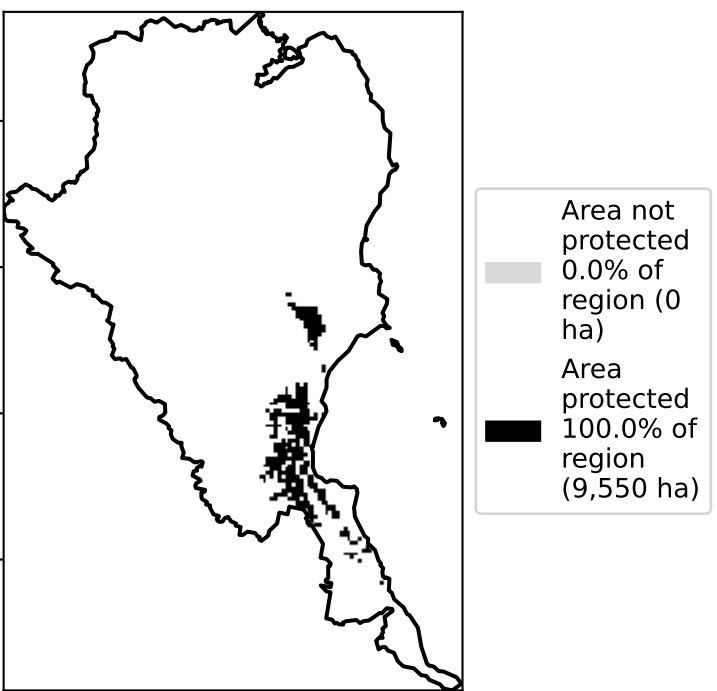 Area not
protected
0.0% of
region (0
ha)
Area
protected
100.0% of
region
(9,550 ha)